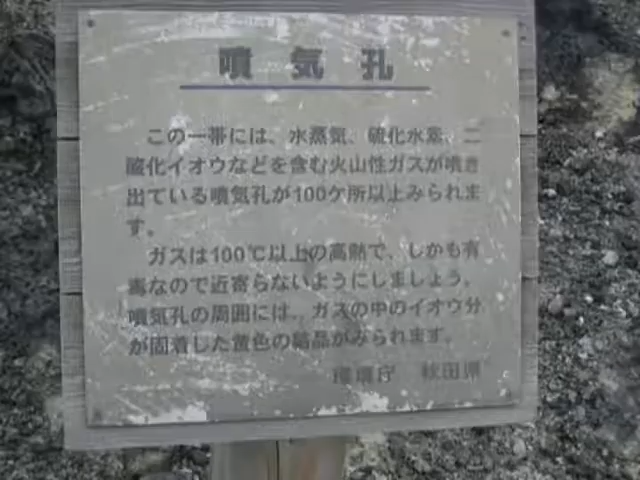 噴気孔
この一帯には、水蒸気、硫化水素、二
酸化イオウなどを含む火山性ガスが噴き
出ている噴気孔が100ケ所以上みられま
す。
ガスは100℃以上の高熱で、しかも有
毒なので近寄らないようにしましょう。
噴気孔の周囲には、ガスの中のイオウ分
が固着した黄色の結晶がみられます。
環境庁 秋田県